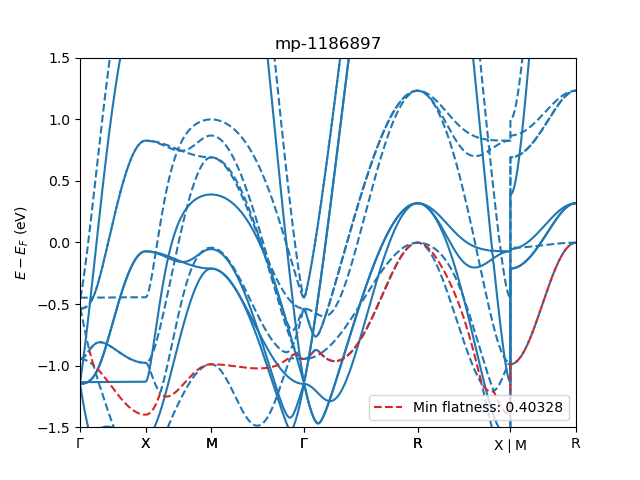 mp-1186897
E − E_F (eV)
1.5
1.0
0.5
0.0
−0.5
−1.0
−1.5
Min flatness: 0.40328
Γ X M Γ R X | M R